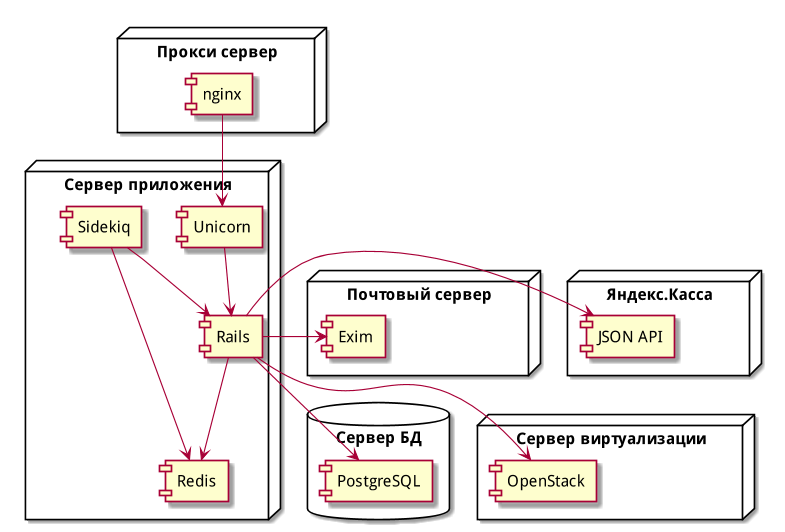 Прокси сервер
nginx
Сервер приложения
Sidekiq
Unicorn
Почтовый сервер
Яндекс.Касса
Rails
Exim
JSON API
Сервер БД
Сервер виртуализации
Redis
PostgreSQL
OpenStack